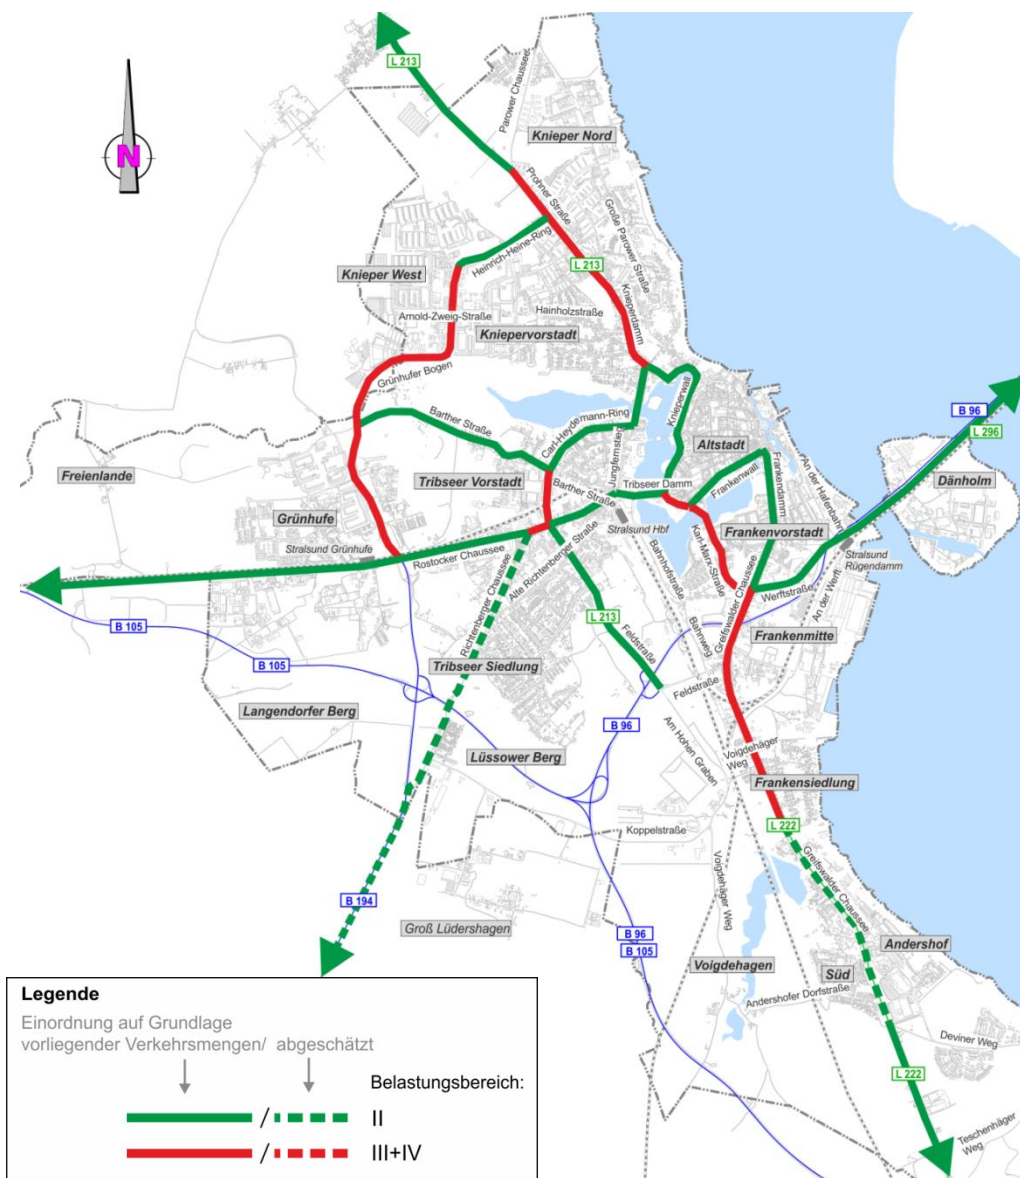 L 213
Parower Chaussee
Knieper Nord
N
Prohner Straße
Große Parower Straße
Heinrich-Heine-Ring
L 213
Knieper West
Knieperdamm
Arnold-Zweig-Straße
Hainholzstraße
Kniepervorstadt
Grünhufer Bogen
B 96
L 296
Knieperwall
Barther Straße
Carl-Heydemann-Ring
Jungfernstieg
Altstadt
Frankendamm
An der Hafenbahn
Freienlande
Tribseer Vorstadt
Barther Straße
Tribseer Damm
Frankenwall
Dänholm
Grünhufe
Stralsund Hbf
Frankenvorstadt
Stralsund Grünhufe
Rostocker Chaussee
Alte Richtenberger Straße
Bahnhofstraße
Karl-Marx-Straße
Stralsund
Rügendamm
Richtenberger Chaussee
Greifswalder Chaussee
Werftstraße
An der Werft
L 213
B 105
Feldstraße
Bahnweg
Frankenmitte
B 105
Tribseer Siedlung
Feldstraße
Langendorfer Berg
B 96
Am Hohen Graben
Lüssower Berg
Voigdehäger
Weg
Frankensiedlung
L 222
Koppelstraße
Greifswalder Chaussee
Voigdehäger Weg
B 194
Groß Lüdershagen
B 96
B 105
Andershof
Voigdehagen
Süd
Andershofer Dorfstraße
Deviner Weg
L 222
Teschenhäger
Weg
Legende
Einordnung auf Grundlage
vorliegender Verkehrsmengen/ abgeschätzt
Belastungsbereich:
/ II
/ III+IV